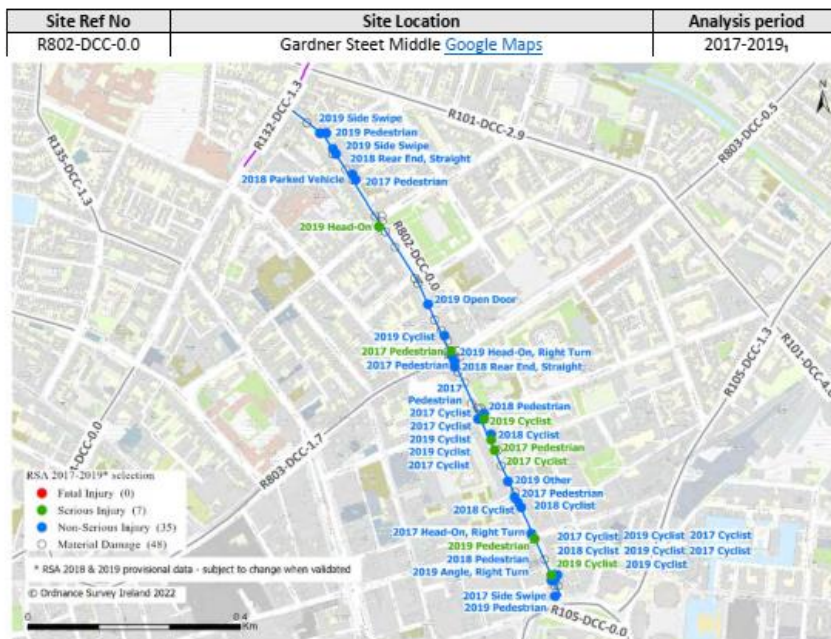 Site Ref No Site Location Analysis period
R802-DCC-0.0 Gardner Steet Middle Google Maps 2017-2019₁
R132-DCC-1.3
R101-DCC-2.9
R803-DCC-0.5
R135-DCC-1.3
N
2019 Side Swipe
2019 Pedestrian
2019 Side Swipe
2018 Rear End, Straight
2018 Parked Vehicle
2017 Pedestrian
2019 Head-On
R802-DCC-0.0
2019 Open Door
2019 Cyclist
2017 Pedestrian
2019 Head-On, Right Turn
2017 Pedestrian
2018 Rear End, Straight
R105-DCC-1.3
2017
Pedestrian
2018 Pedestrian
2017 Cyclist
2019 Cyclist
2017 Cyclist
2018 Cyclist
2019 Cyclist
2017 Pedestrian
2019 Cyclist
2017 Cyclist
2017 Cyclist
R803-DCC-1.7
2019 Other
2017 Pedestrian
2018 Cyclist
2018 Cyclist
2017 Head-On, Right Turn
2019 Pedestrian
2018 Pedestrian
2019 Angle, Right Turn
2017 Cyclist 2019 Cyclist 2017 Cyclist
2018 Cyclist 2019 Cyclist 2017 Cyclist
2019 Cyclist 2019 Cyclist
2017 Side Swipe
2019 Pedestrian
R105-DCC-0.0
RSA 2017-2019* selection
Fatal Injury (0)
Serious Injury (7)
Non-Serious Injury (35)
Material Damage (48)
* RSA 2018 & 2019 provisional data - subject to change when validated
© Ordnance Survey Ireland 2022
0 0.4
Km